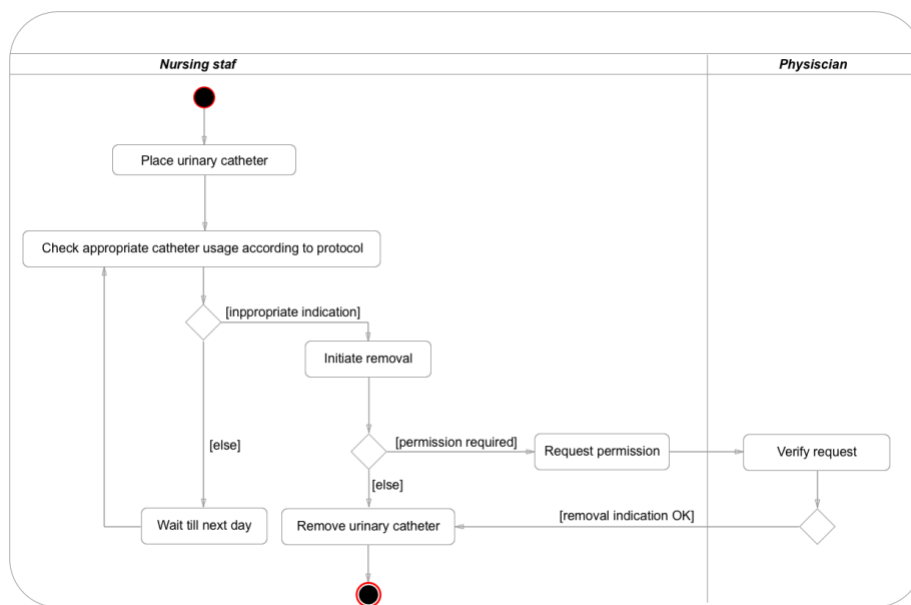 Nursing staf
Physiscian
Place urinary catheter
Check appropriate catheter usage according to protocol
[inppropriate indication]
Initiate removal
[else]
[permission required]
Request permission
Verify request
[else]
Wait till next day
Remove urinary catheter
[removal indication OK]